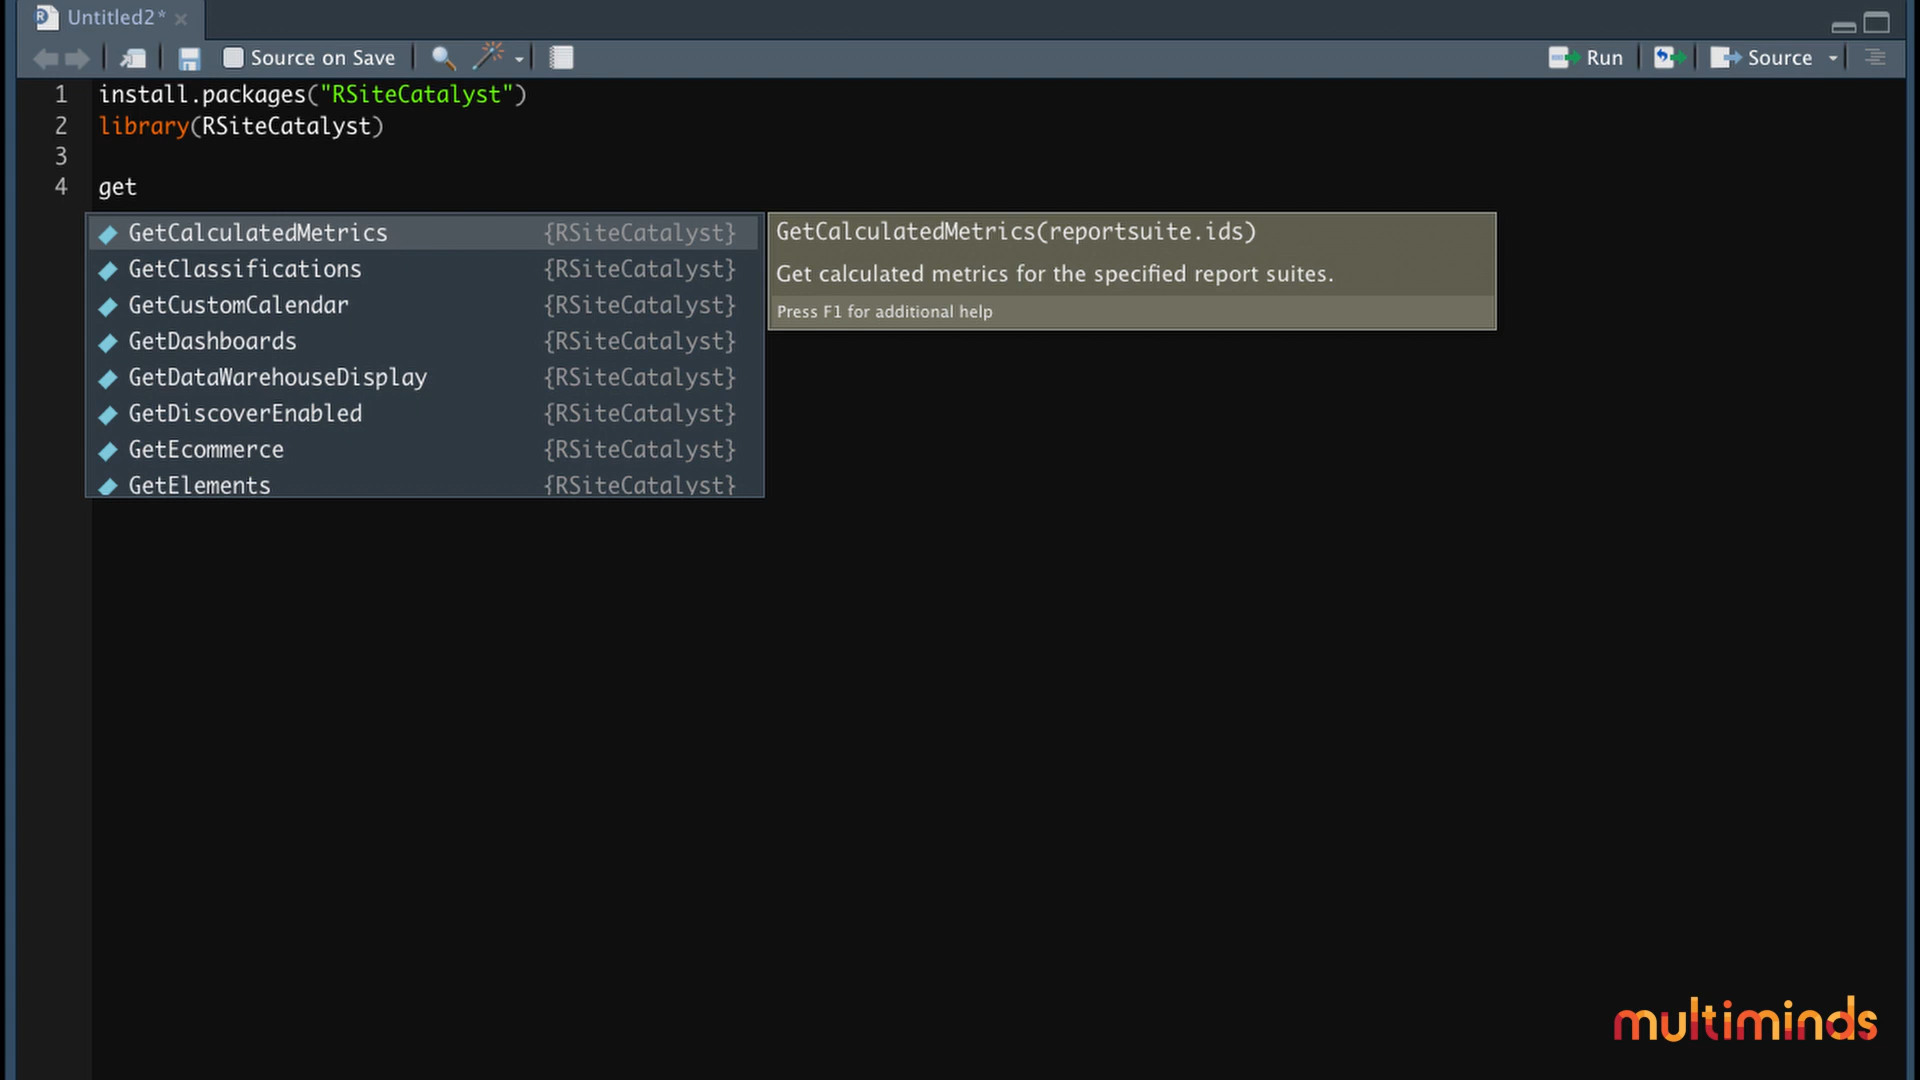 Untitled2*
Source on Save
Run
Source
1 install.packages("RSiteCatalyst")
2 library(RSiteCatalyst)
3
4 get
GetCalculatedMetrics {RSiteCatalyst}
GetClassifications {RSiteCatalyst}
GetCustomCalendar {RSiteCatalyst}
GetDashboards {RSiteCatalyst}
GetDataWarehouseDisplay {RSiteCatalyst}
GetDiscoverEnabled {RSiteCatalyst}
GetEcommerce {RSiteCatalyst}
GetElements {RSiteCatalyst}
GetCalculatedMetrics(reportsuite.ids)
Get calculated metrics for the specified report suites.
Press F1 for additional help
multiminds